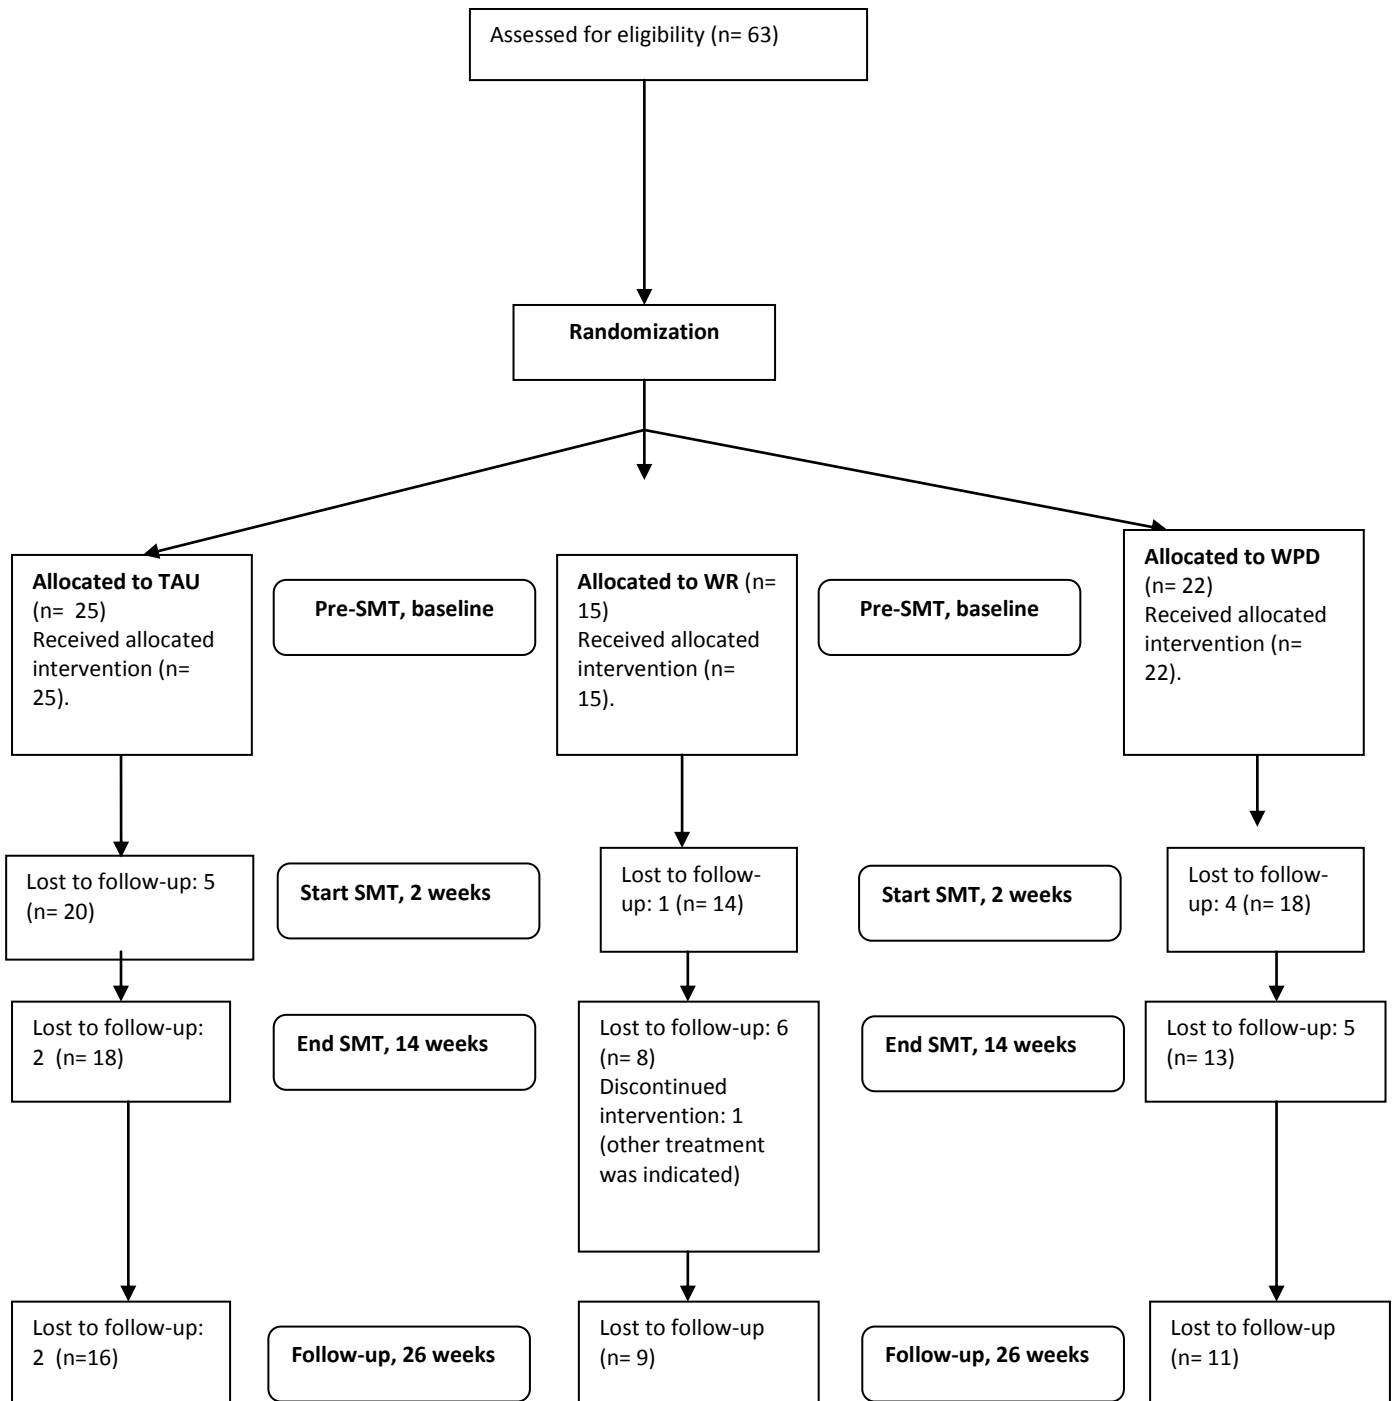 Assessed for eligibility (n= 63)
Randomization
Allocated to TAU
(n=  25)
Received allocated
intervention (n=
25).
Pre-SMT, baseline
Allocated to WR (n=
15)
Received allocated
intervention (n=
15).
Pre-SMT, baseline
Allocated to WPD
(n= 22)
Received allocated
intervention (n=
22).
Lost to follow-up: 5
(n= 20)
Start SMT, 2 weeks
Lost to follow-
up: 1 (n= 14)
Start SMT, 2 weeks
Lost to follow-
up: 4 (n= 18)
Lost to follow-up:
2  (n= 18)
End SMT, 14 weeks
Lost to follow-up: 6
(n= 8)
Discontinued
intervention: 1
(other treatment
was indicated)
End SMT, 14 weeks
Lost to follow-up: 5
(n= 13)
Lost to follow-up:
2  (n=16)
Follow-up, 26 weeks
Lost to follow-up
(n= 9)
Follow-up, 26 weeks
Lost to follow-up
(n= 11)